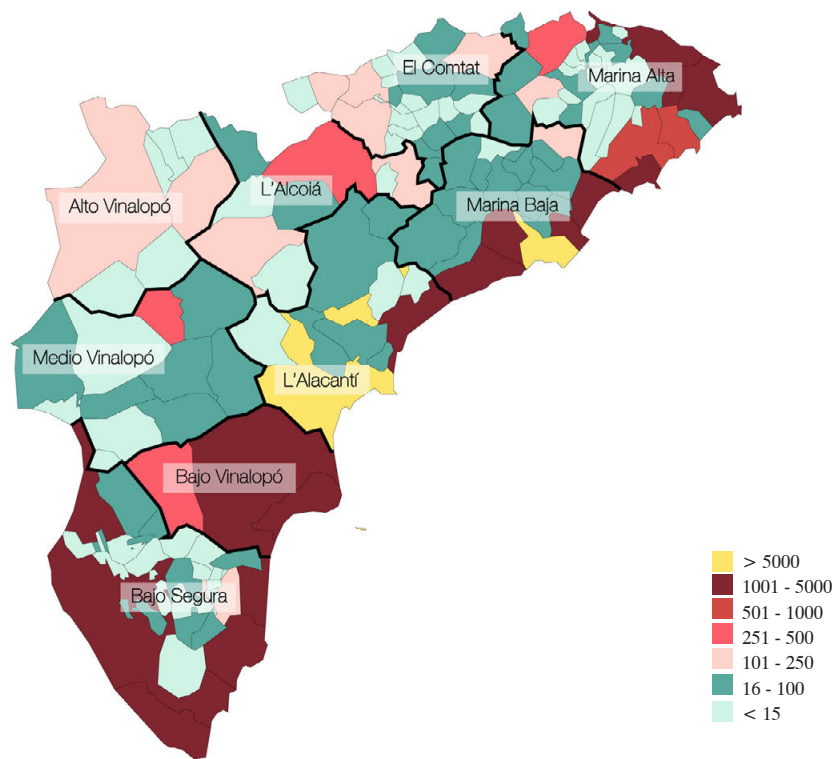 El Comtat
Marina Alta
Alto Vinalopó
L'Alcoiá
Marina Baja
Medio Vinalopó
L'Alacantí
Bajo Vinalopó
Bajo Segura
> 5000
1001 - 5000
501 - 1000
251 - 500
101 - 250
16 - 100
< 15